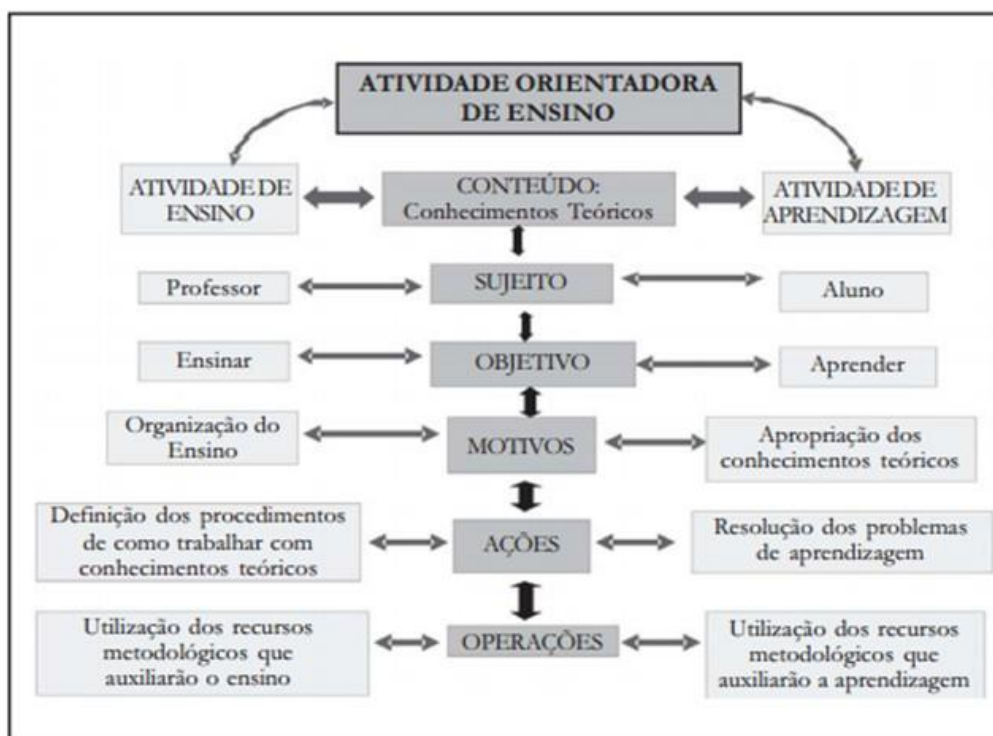 ATIVIDADE ORIENTADORA
DE ENSINO
ATIVIDADE DE
ENSINO
CONTEÚDO:
Conhecimentos Teóricos
ATIVIDADE DE
APRENDIZAGEM
Professor
SUJEITO
Aluno
Ensinar
OBJETIVO
Aprender
Organização do
Ensino
MOTIVOS
Apropriação dos
conhecimentos teóricos
Definição dos procedimentos
de como trabalhar com
conhecimentos teóricos
AÇÕES
Resolução dos problemas
de aprendizagem
Utilização dos recursos
metodológicos que
auxiliarão o ensino
OPERAÇÕES
Utilização dos recursos
metodológicos que
auxiliarão a aprendizagem